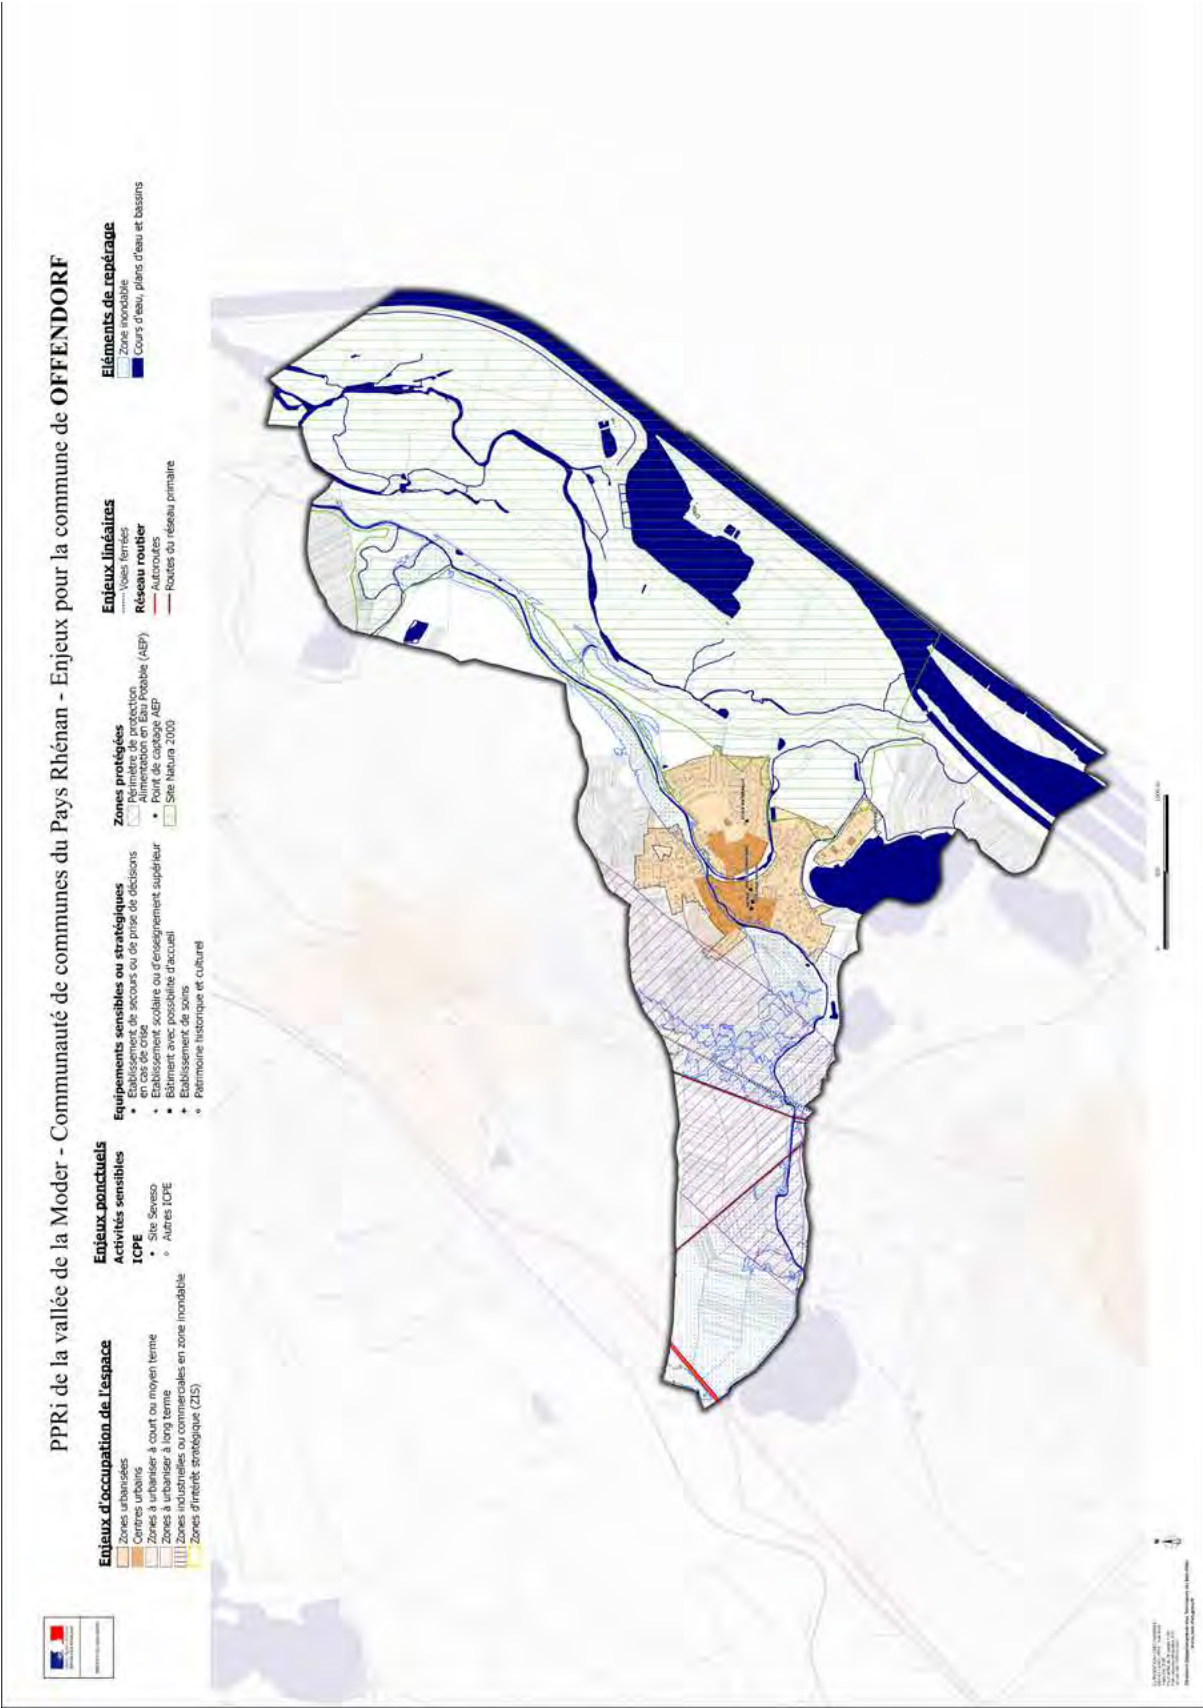 PPRi de la vallée de la Moder - Communauté de communes du Pays Rhénan - Enjeux pour la commune de OFFENDORF
Enjeux d'occupation de l'espace
Zones urbanisées
Centres urbains
Zones à urbaniser à court ou moyen terme
Zones à urbaniser à long terme
Zones industrielles ou commerciales en zone inondable
Zones d'intérêt stratégique (ZIS)
Enjeux ponctuels
Activités sensibles
ICPE
Site Seveso
Autres ICPE
Equipements sensibles ou stratégiques
Etablissement de secours ou de prise de décisions
en cas de crise
Etablissement scolaire ou d'enseignement supérieur
Bâtiment avec possibilité d'accueil
Etablissement de soins
Patrimoine historique et culturel
Zones protégées
Périmètre de protection
Alimentation en Eau Potable (AEP)
Point de captage AEP
Site Natura 2000
Enjeux linéaires
Voies ferrées
Réseau routier
Autoroutes
Routes du réseau primaire
Eléments de repérage
Zone inondable
Cours d'eau, plans d'eau et bassins
N